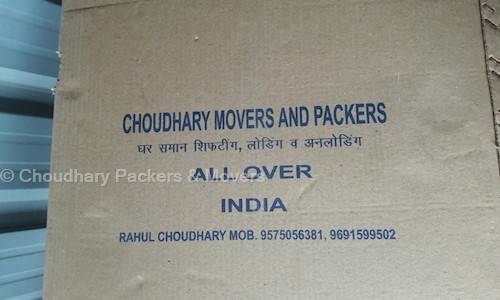 CHOUDHARY MOVERS AND PACKERS
घर समान शिफटींग, लोडिंग व अनलोडिंग
© Choudhary Packers & Movers
ALL OVER
INDIA
RAHUL CHOUDHARY MOB. 9575056381, 9691599502